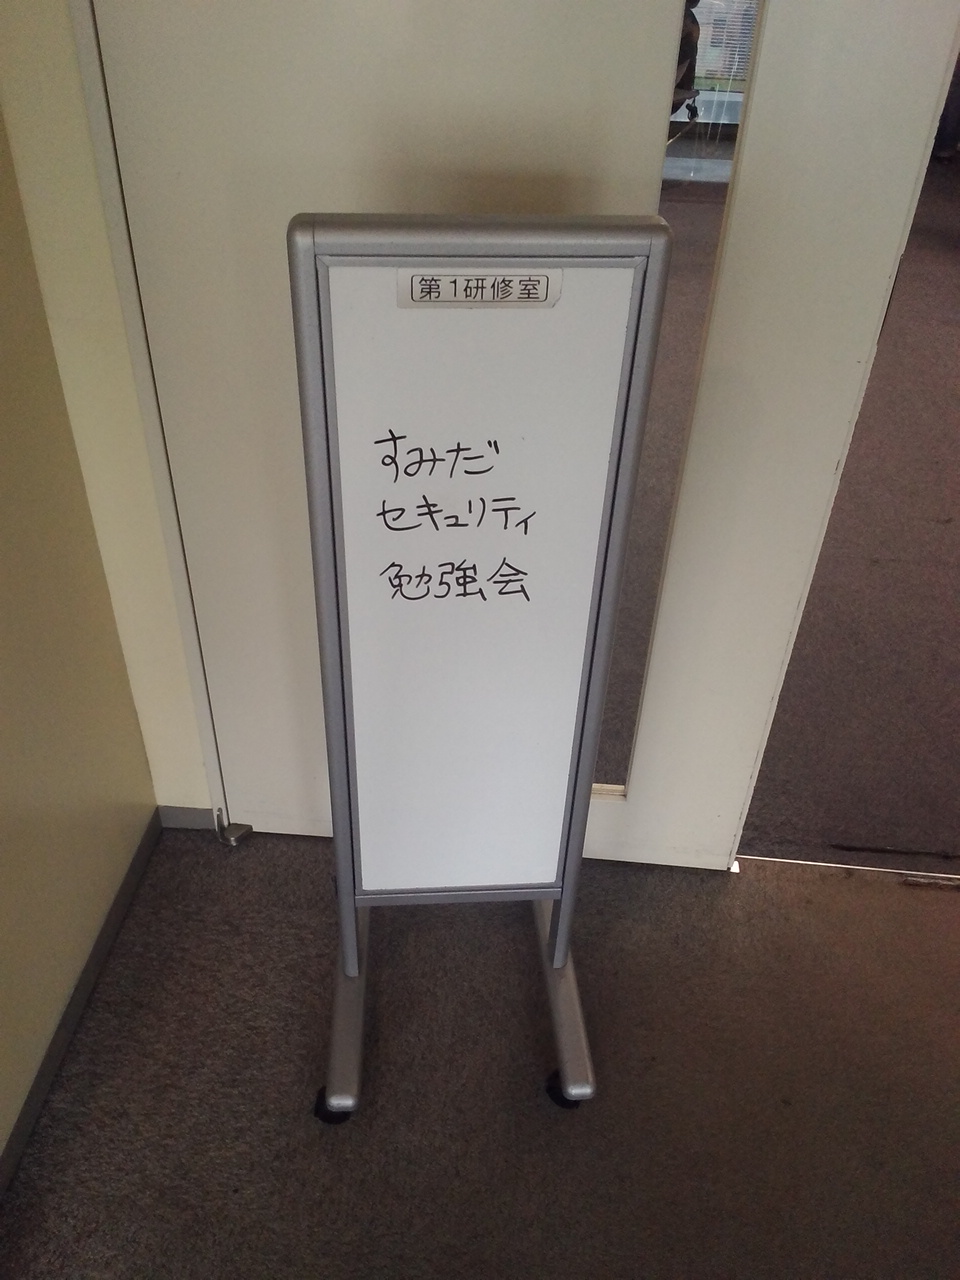 第1研修室
すみだ
セキュリティ
勉強会